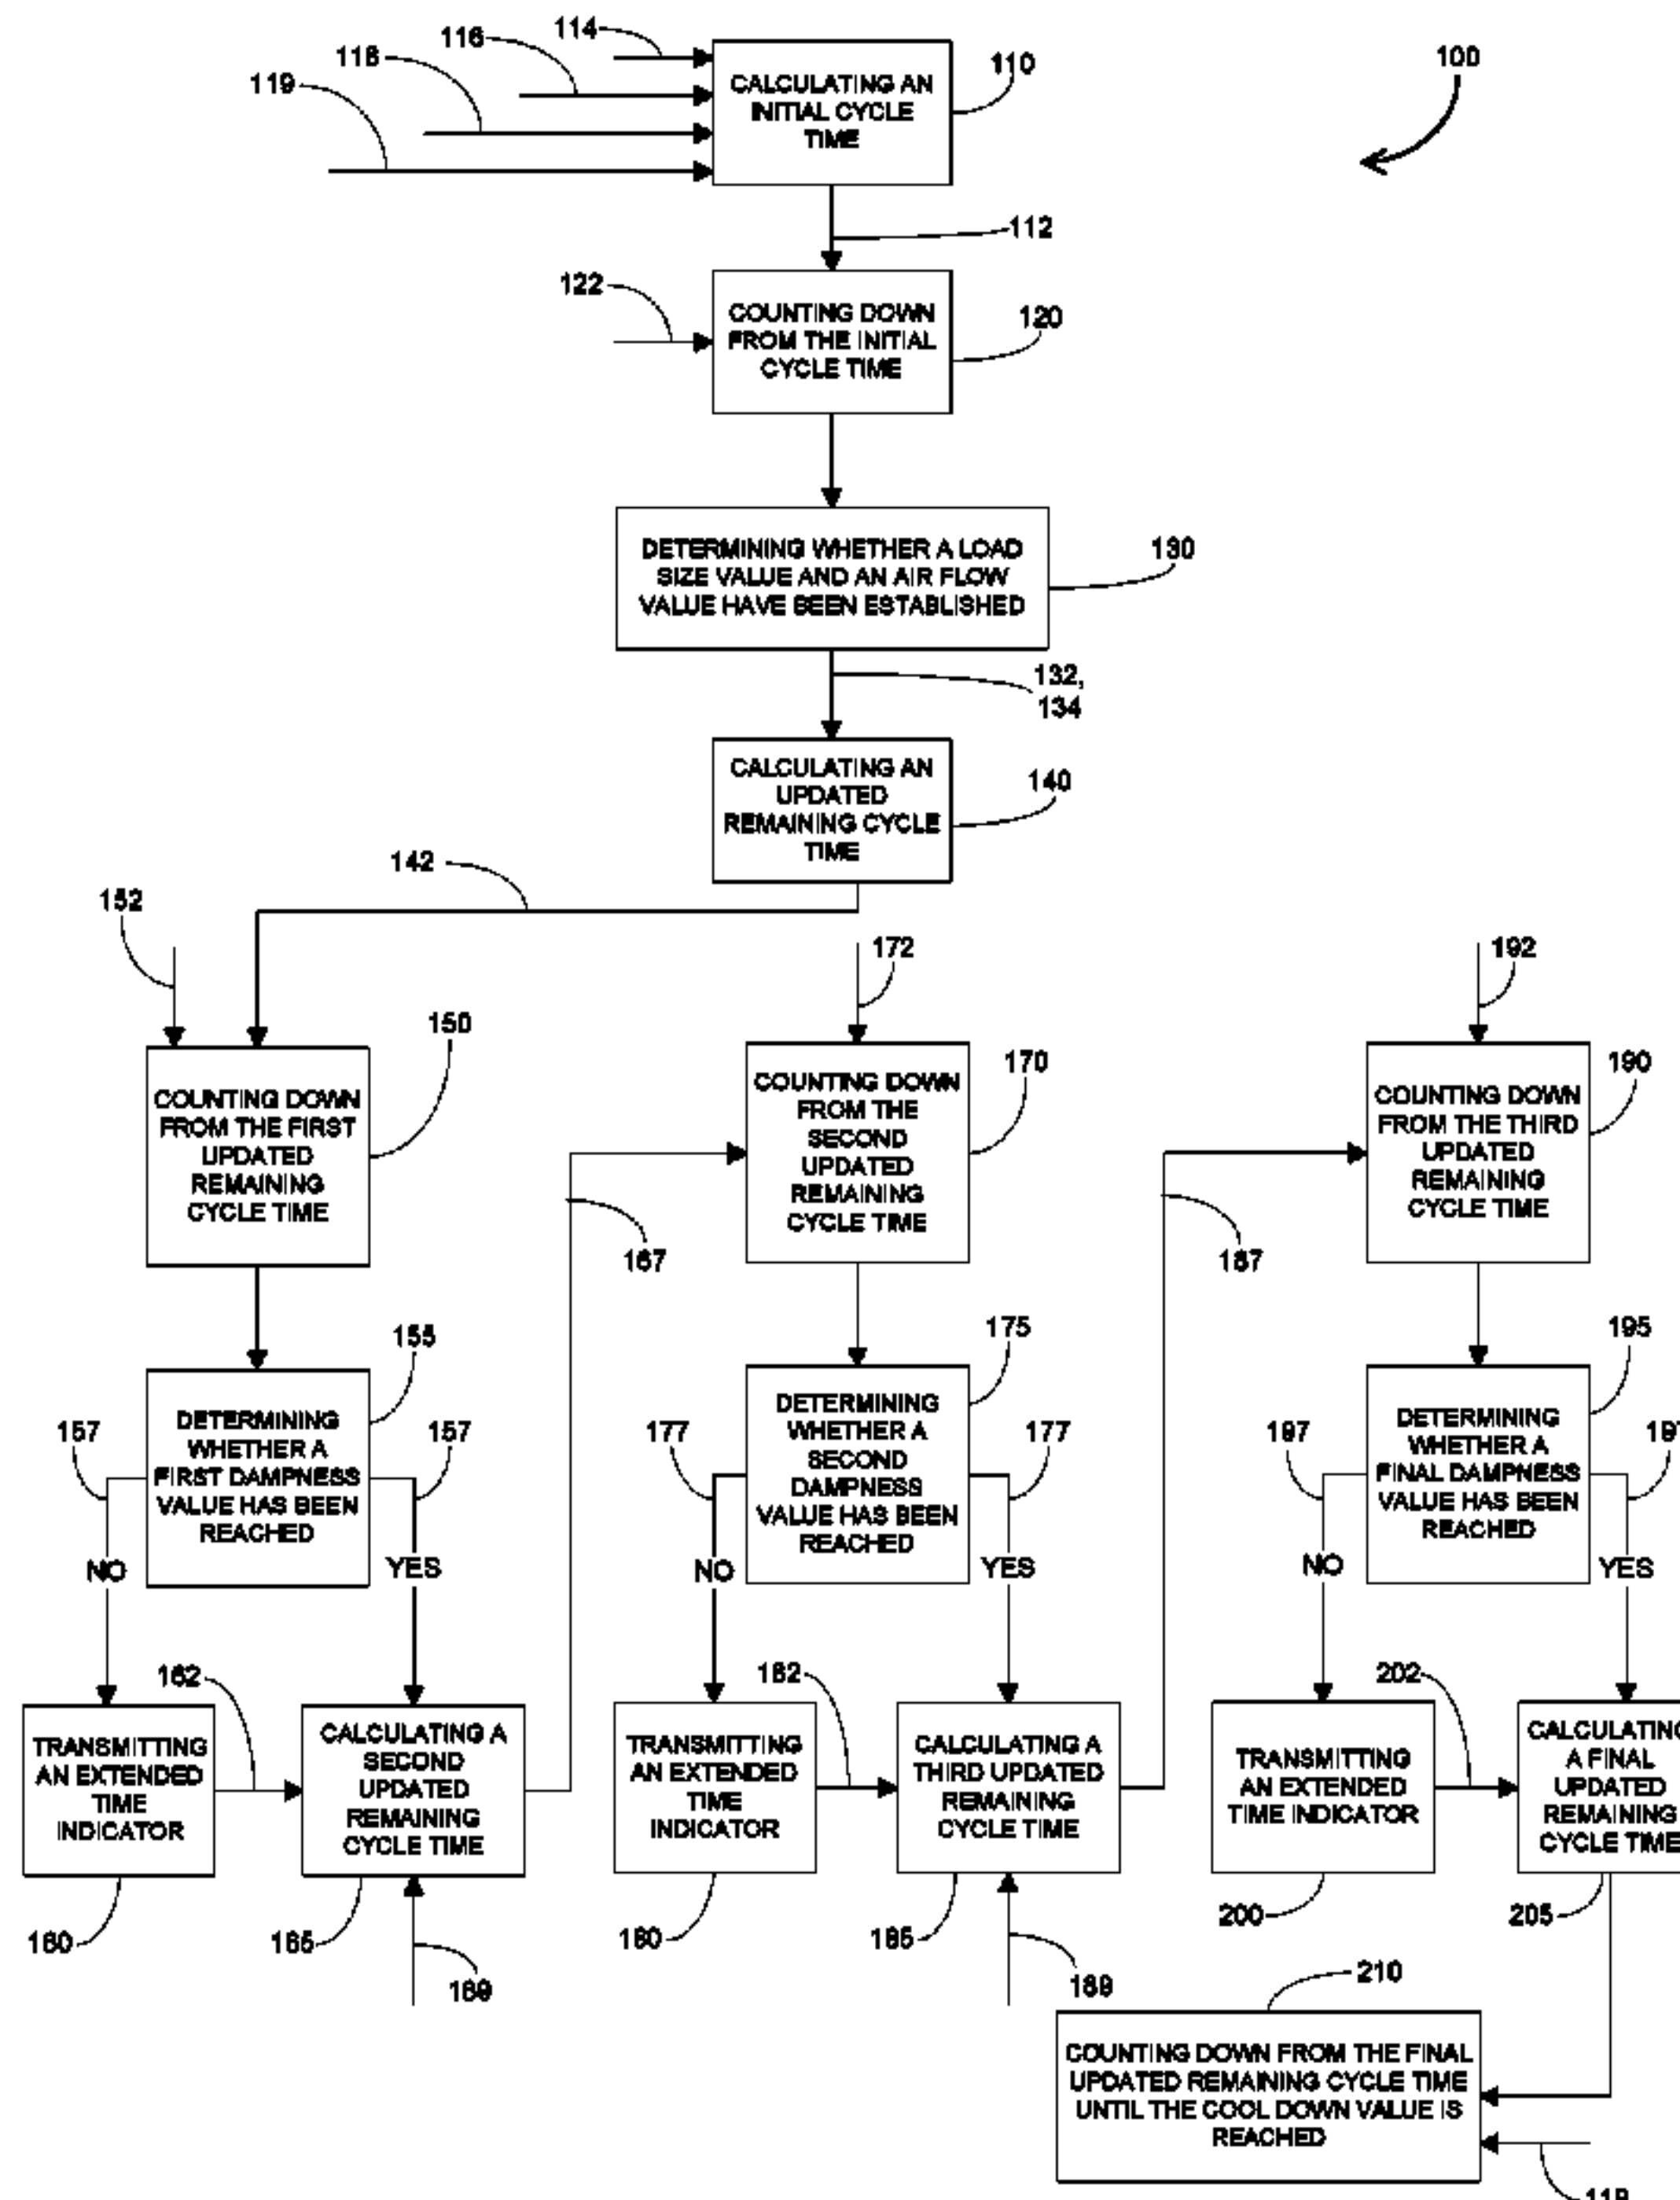 114
116
118
119
110
100
CALCULATING AN
INITIAL CYCLE
TIME
112
122
120
COUNTING DOWN
FROM THE INITIAL
CYCLE TIME
DETERMINING WHETHER A LOAD
SIZE VALUE AND AN AIR FLOW
VALUE HAVE BEEN ESTABLISHED
130
132,
134
CALCULATING AN
UPDATED
REMAINING CYCLE
TIME
140
142
152
172
192
150
170
190
COUNTING DOWN
FROM THE FIRST
UPDATED
REMAINING
CYCLE TIME
COUNTING DOWN
FROM THE
SECOND
UPDATED
REMAINING
CYCLE TIME
COUNTING DOWN
FROM THE THIRD
UPDATED
REMAINING
CYCLE TIME
167
187
155
175
195
157
DETERMINING
WHETHER A
FIRST DAMPNESS
VALUE HAS BEEN
REACHED
157
177
DETERMINING
WHETHER A
SECOND
DAMPNESS
VALUE HAS BEEN
REACHED
177
197
DETERMINING
WHETHER A
FINAL DAMPNESS
VALUE HAS BEEN
REACHED
NO
YES
NO
YES
NO
YES
162
182
202
TRANSMITTING
AN EXTENDED
TIME
INDICATOR
CALCULATING A
SECOND
UPDATED
REMAINING
CYCLE TIME
TRANSMITTING
AN EXTENDED
TIME
INDICATOR
CALCULATING A
THIRD UPDATED
REMAINING
CYCLE TIME
TRANSMITTING
AN EXTENDED
TIME INDICATOR
CALCULATING
A FINAL
UPDATED
REMAINING
CYCLE TIME
160
165
169
180
185
189
200
205
210
COUNTING DOWN FROM THE FINAL
UPDATED REMAINING CYCLE TIME
UNTIL THE COOL DOWN VALUE IS
REACHED